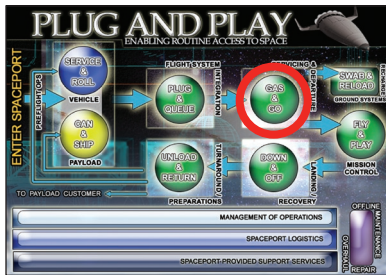 PLUG AND PLAY
ENABLING ROUTINE ACCESS TO SPACE
ENTER SPACEPORT
PREFLIGHT OPS
SERVICE
&
ROLL
VEHICLE
CAN
&
SHIP
PAYLOAD
FLIGHT SYSTEM
INTEGRATION
PLUG
&
QUEUE
SERVICING &
DEPARTURE
GAS
&
GO
SWAB &
RELOAD
RECHARGE
GROUND SYSTEMS
FLY
&
PLAY
MISSION
CONTROL
UNLOAD
&
RETURN
TURNAROUND/
PREPARATIONS
DOWN
&
OFF
LANDING/
RECOVERY
TO PAYLOAD CUSTOMER
MANAGEMENT OF OPERATIONS
SPACEPORT LOGISTICS
SPACEPORT-PROVIDED SUPPORT SERVICES
OFFLINE
MAINTENANCE
OVERHAUL
REPAIR